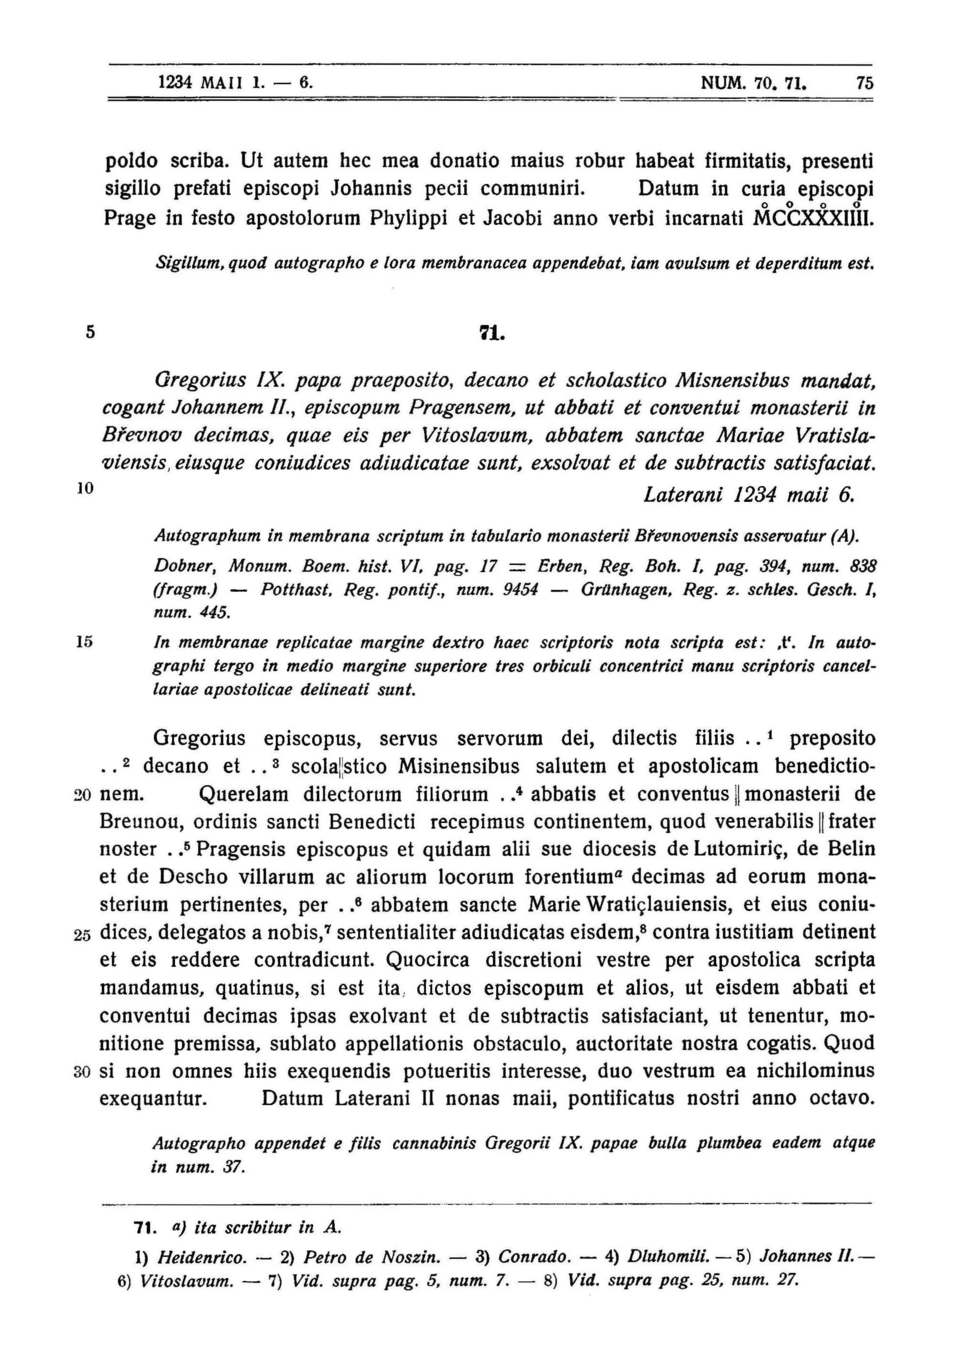 1234 MAII 1. — 6. NUM. 70. 71. 75
poldo scriba. Ut autem hec mea donatio maius robur habeat firmitatis, presenti
sigillo prefati episcopi Johannis pecii communiri. Datum in curia episcopi
Prage in festo apostolorum Phylippi et Jacobi anno verbi incarnati M̊CC̊XXX̊IIII̊.
Sigillum, quod autographo e lora membranacea appendebat, iam avulsum et deperditum est.
5 71.
Gregorius IX. papa praeposito, decano et scholastico Misnensibus mandat,
cogant Johannem II., episcopum Pragensem, ut abbati et conventui monasterii in
Břevnov decimas, quae eis per Vitoslavum, abbatem sanctae Mariae Vratisla-
viensis, eiusque coniudices adiudicatae sunt, exsolvat et de subtractis satisfaciat.
10 Laterani 1234 maii 6.
Autographum in membrana scriptum in tabulario monasterii Břevnovensis asservatur (A).
Dobner, Monum. Boem. hist. VI, pag. 17 = Erben, Reg. Boh. I, pag. 394, num. 838
(fragm.) — Potthast, Reg. pontif., num. 9454 — Grünhagen, Reg. z. schles. Gesch. I,
num. 445.
15 In membranae replicatae margine dextro haec scriptoris nota scripta est: ‚t‘. In auto-
graphi tergo in medio margine superiore tres orbiculi concentrici manu scriptoris cancel-
lariae apostolicae delineati sunt.
Gregorius episcopus, servus servorum dei, dilectis filiis . . ¹ preposito
. . ² decano et . . ³ scola||stico Misinensibus salutem et apostolicam benedictio-
20 nem. Querelam dilectorum filiorum . .⁴ abbatis et conventus || monasterii de
Breunou, ordinis sancti Benedicti recepimus continentem, quod venerabilis || frater
noster . .⁵ Pragensis episcopus et quidam alii sue diocesis de Lutomiriç, de Belin
et de Descho villarum ac aliorum locorum forentiumᵃ decimas ad eorum mona-
sterium pertinentes, per . .⁶ abbatem sancte Marie Wratiçlauiensis, et eius coniu-
25 dices, delegatos a nobis,⁷ sententialiter adiudicatas eisdem,⁸ contra iustitiam detinent
et eis reddere contradicunt. Quocirca discretioni vestre per apostolica scripta
mandamus, quatinus, si est ita, dictos episcopum et alios, ut eisdem abbati et
conventui decimas ipsas exolvant et de subtractis satisfaciant, ut tenentur, mo-
nitione premissa, sublato appellationis obstaculo, auctoritate nostra cogatis. Quod
30 si non omnes hiis exequendis potueritis interesse, duo vestrum ea nichilominus
exequantur. Datum Laterani II nonas maii, pontificatus nostri anno octavo.
Autographo appendet e filis cannabinis Gregorii IX. papae bulla plumbea eadem atque
in num. 37.
71. a) ita scribitur in A.
1) Heidenrico. — 2) Petro de Noszin. — 3) Conrado. — 4) Dluhomili. — 5) Johannes II. —
6) Vitoslavum. — 7) Vid. supra pag. 5, num. 7. — 8) Vid. supra pag. 25, num. 27.